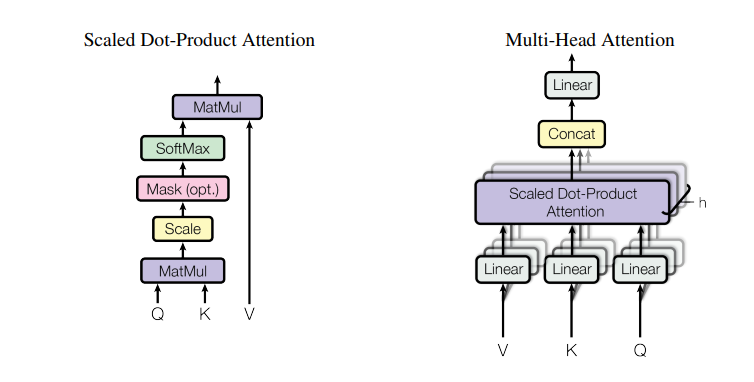 Scaled Dot-Product Attention
MatMul
SoftMax
Mask (opt.)
Scale
MatMul
Q K V
Multi-Head Attention
Linear
Concat
Scaled Dot-Product
Attention
h
Linear Linear Linear
V K Q